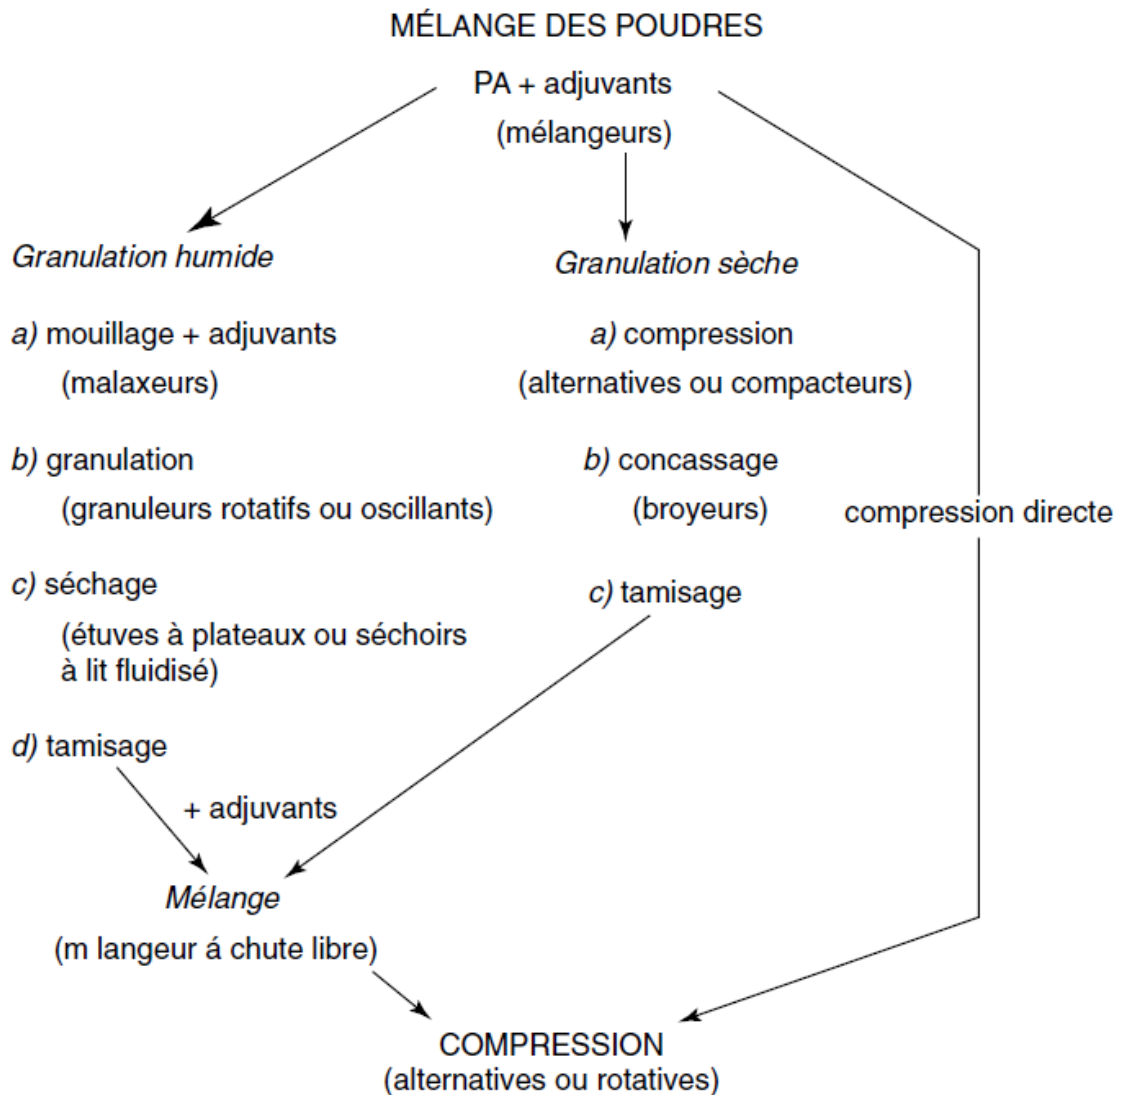 MÉLANGE DES POUDRES
PA + adjuvants
(mélangeurs)
Granulation humide
a) mouillage + adjuvants
(malaxeurs)
b) granulation
(granuleurs rotatifs ou oscillants)
c) séchage
(étuves à plateaux ou séchoirs
à lit fluidisé)
d) tamisage
Granulation sèche
a) compression
(alternatives ou compacteurs)
b) concassage
(broyeurs)
c) tamisage
compression directe
+ adjuvants
Mélange
(m langeur á chute libre)
COMPRESSION
(alternatives ou rotatives)